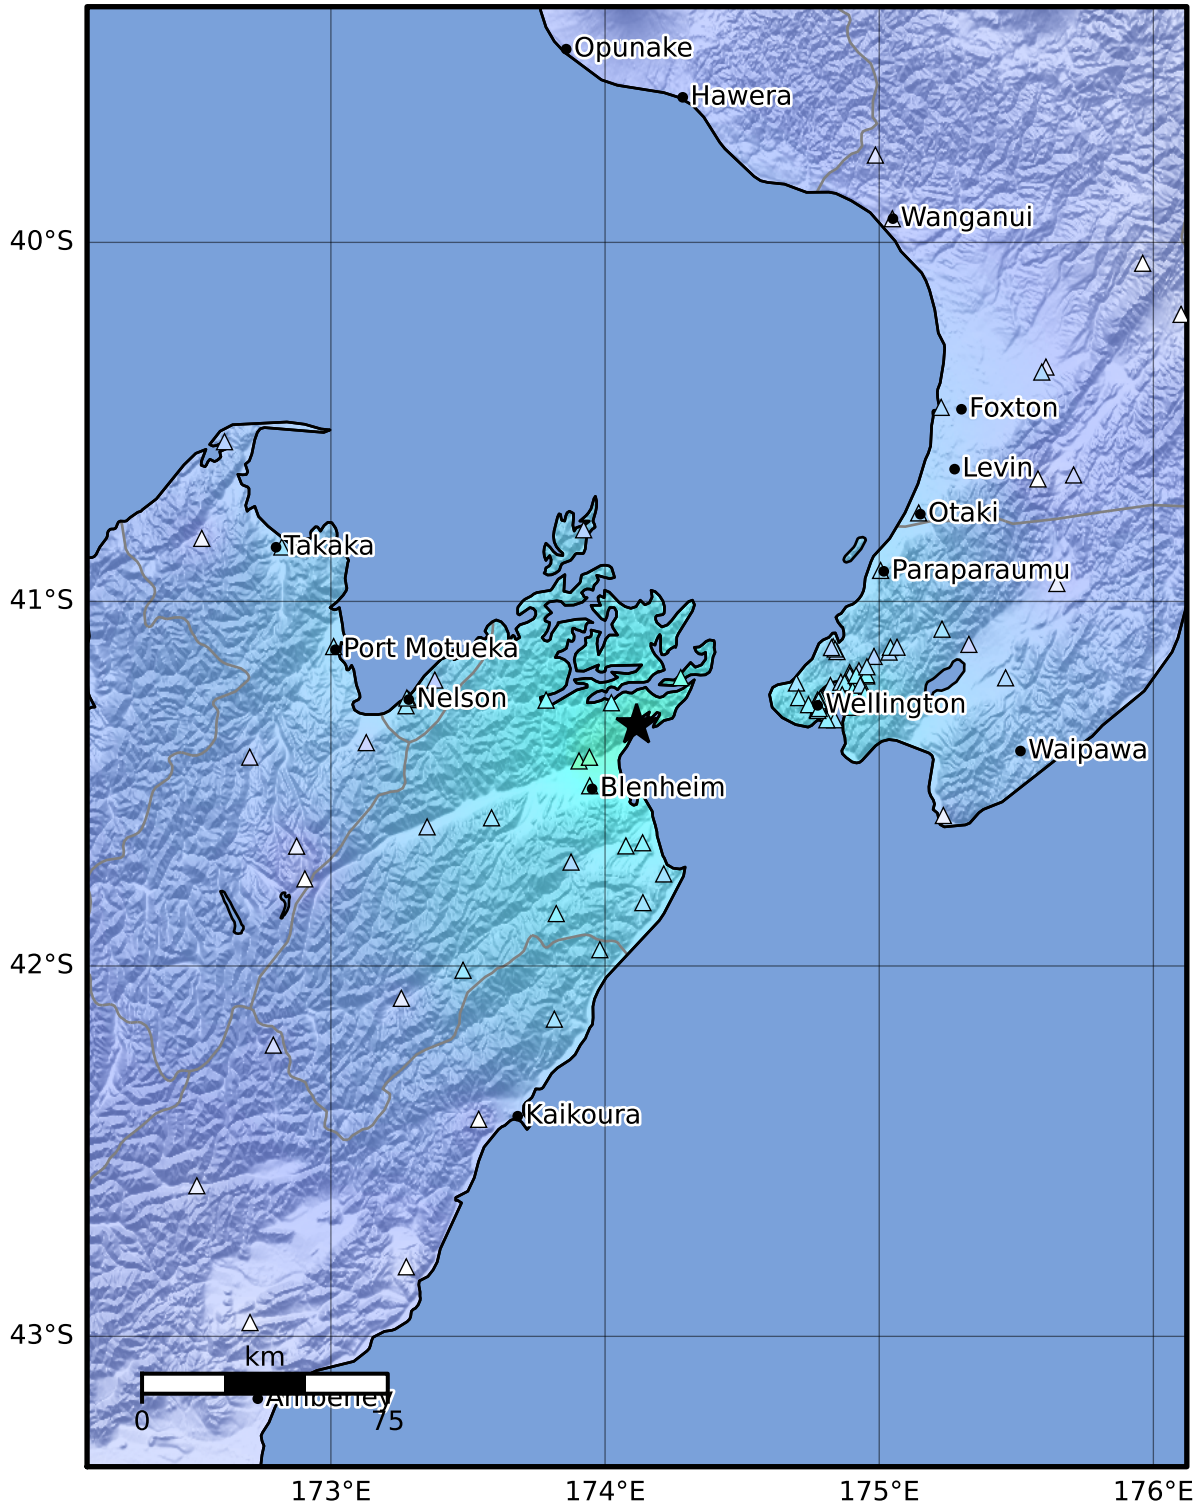 Opunake
Hawera
Wanganui
40°S
Foxton
Levin
Otaki
Takaka
Paraparaumu
41°S
Port Motueka
Nelson
Wellington
Waipawa
Blenheim
42°S
Kaikoura
43°S
km
Amberley
0
75
173°E
174°E
175°E
176°E